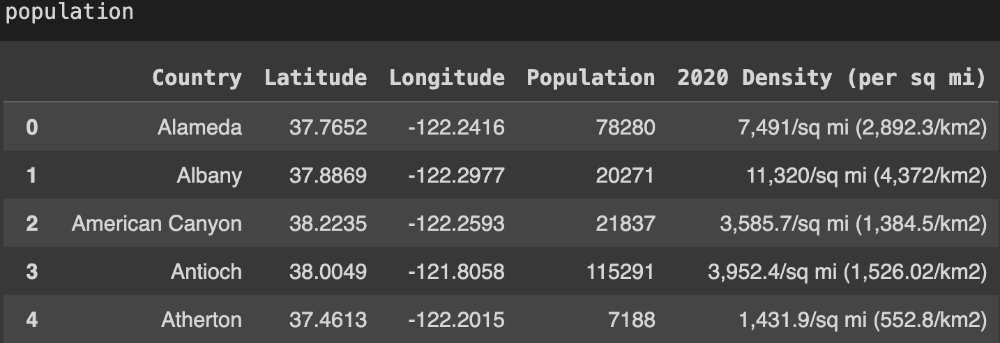 population
Country Latitude Longitude Population 2020 Density (per sq mi)
0 Alameda 37.7652 -122.2416 78280 7,491/sq mi (2,892.3/km2)
1 Albany 37.8869 -122.2977 20271 11,320/sq mi (4,372/km2)
2 American Canyon 38.2235 -122.2593 21837 3,585.7/sq mi (1,384.5/km2)
3 Antioch 38.0049 -121.8058 115291 3,952.4/sq mi (1,526.02/km2)
4 Atherton 37.4613 -122.2015 7188 1,431.9/sq mi (552.8/km2)